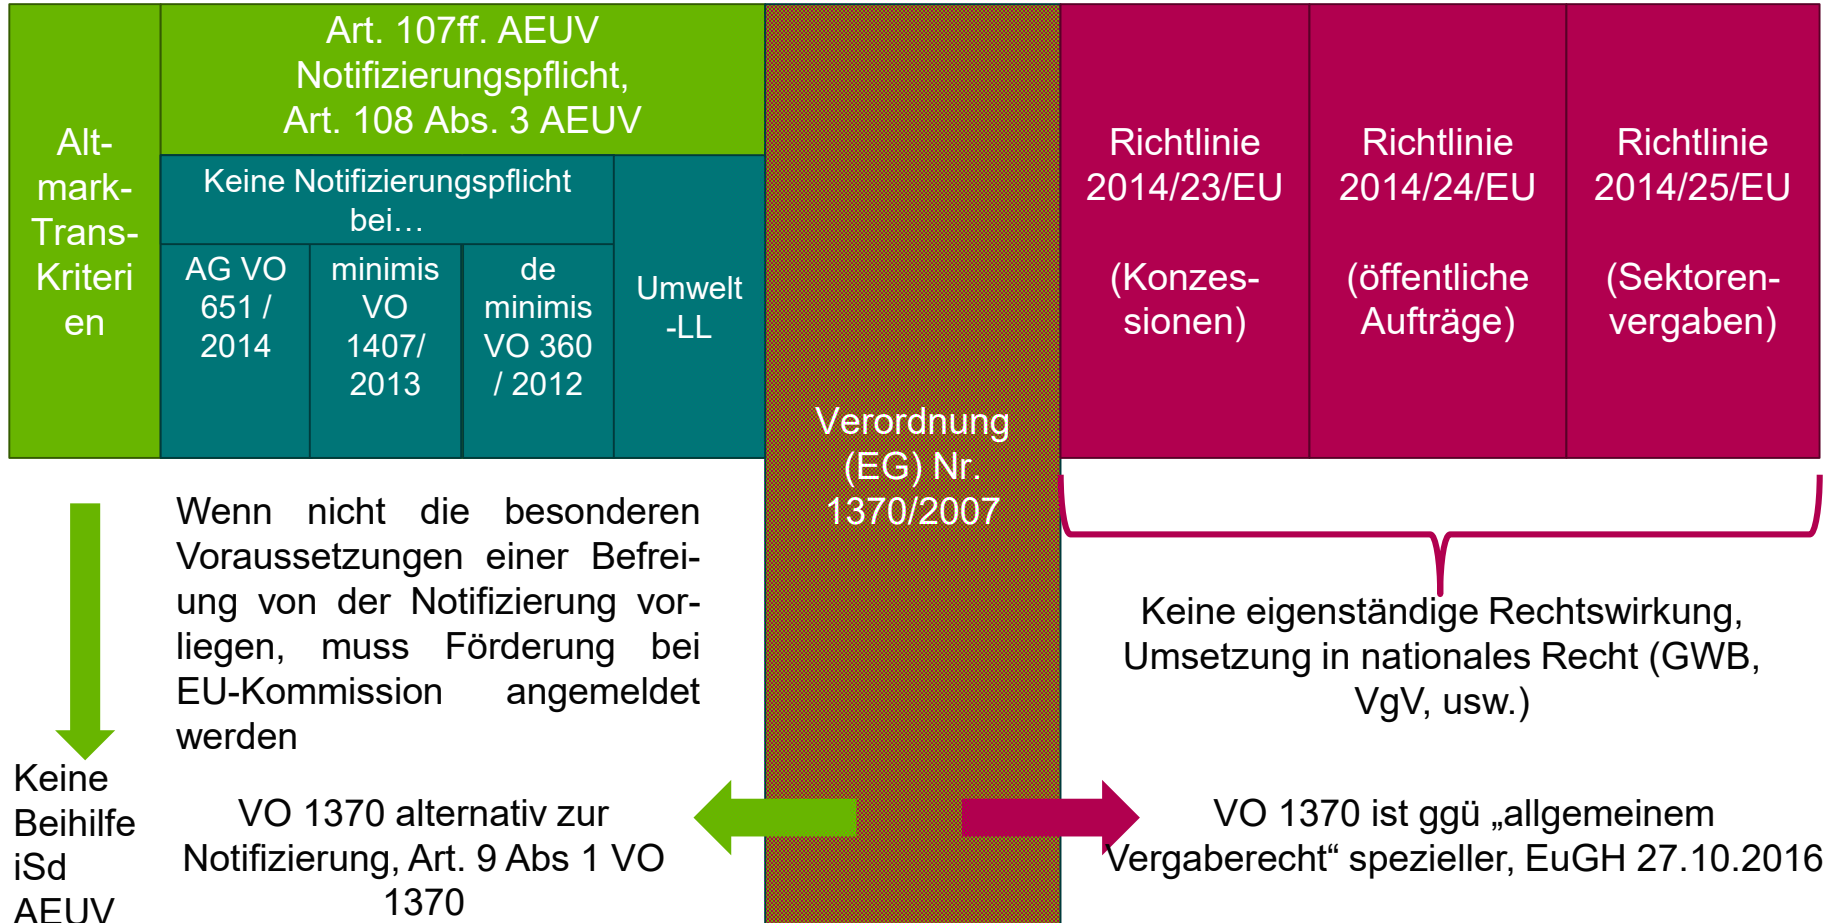 Alt-
mark-
Trans-
Kriteri
en
Art. 107ff. AEUV
Notifizierungspflicht,
Art. 108 Abs. 3 AEUV
Keine Notifizierungspflicht
bei…
AG VO
651 /
2014
minimis
VO
1407/
2013
de
minimis
VO 360
/ 2012
Umwelt
-LL
Verordnung
(EG) Nr.
1370/2007
Richtlinie
2014/23/EU
(Konzes-
sionen)
Richtlinie
2014/24/EU
(öffentliche
Aufträge)
Richtlinie
2014/25/EU
(Sektoren-
vergaben)
Wenn nicht die besonderen
Voraussetzungen einer Befrei-
ung von der Notifizierung vor-
liegen, muss Förderung bei
EU-Kommission angemeldet
werden
Keine eigenständige Rechtswirkung,
Umsetzung in nationales Recht (GWB,
VgV, usw.)
Keine
Beihilfe
iSd
AEUV
VO 1370 alternativ zur
Notifizierung, Art. 9 Abs 1 VO
1370
VO 1370 ist ggü „allgemeinem
Vergaberecht“ spezieller, EuGH 27.10.2016